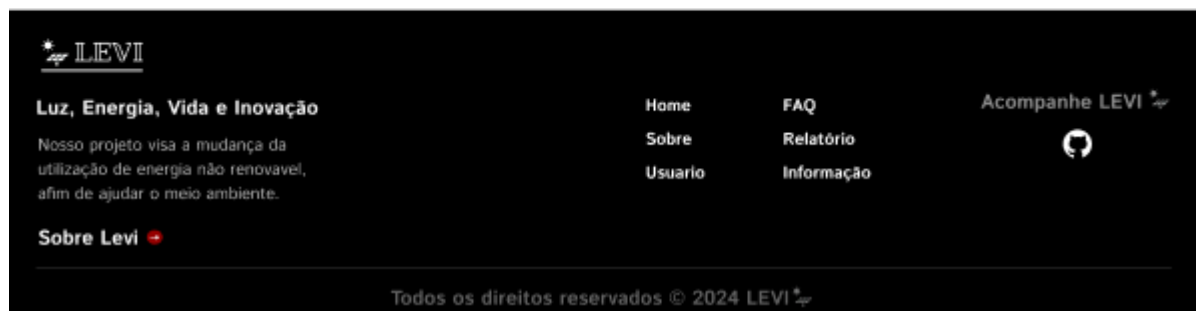 LEVI
Luz, Energia, Vida e Inovação
Nosso projeto visa a mudança da
utilização de energia não renovavel,
afim de ajudar o meio ambiente.
Sobre Levi
Home
Sobre
Usuario
FAQ
Relatório
Informação
Acompanhe LEVI
Todos os direitos reservados © 2024 LEVI